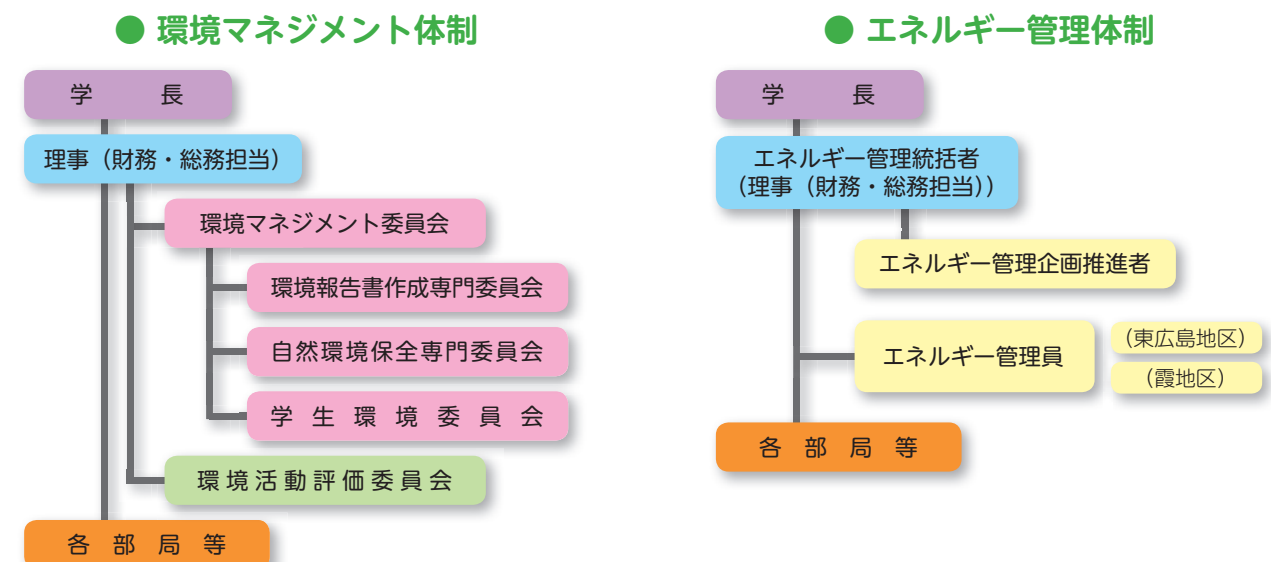 ● 環境マネジメント体制
学長
理事（財務・総務担当）
環境マネジメント委員会
環境報告書作成専門委員会
自然環境保全専門委員会
学生環境委員会
環境活動評価委員会
各部局等
● エネルギー管理体制
学長
エネルギー管理統括者
（理事（財務・総務担当））
エネルギー管理企画推進者
エネルギー管理員
（東広島地区）
（霞地区）
各部局等